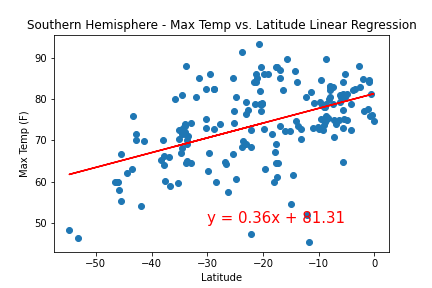 Southern Hemisphere - Max Temp vs. Latitude Linear Regression
Max Temp (F)
90
80
70
60
50
y = 0.36x + 81.31
−50
−40
−30
−20
−10
0
Latitude